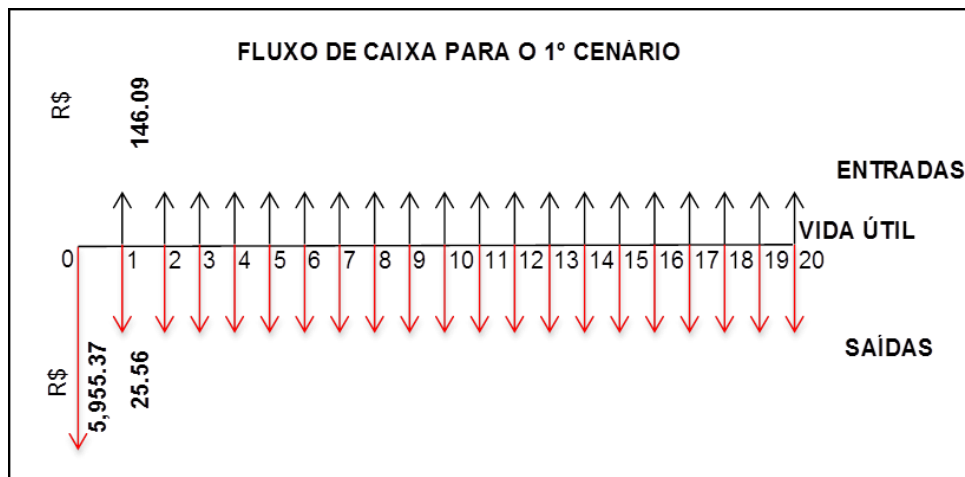 FLUXO DE CAIXA PARA O 1º CENÁRIO
R$
146.09
ENTRADAS
VIDA ÚTIL
0 1 2 3 4 5 6 7 8 9 10 11 12 13 14 15 16 17 18 19 20
SAÍDAS
R$
5,955.37
25.56